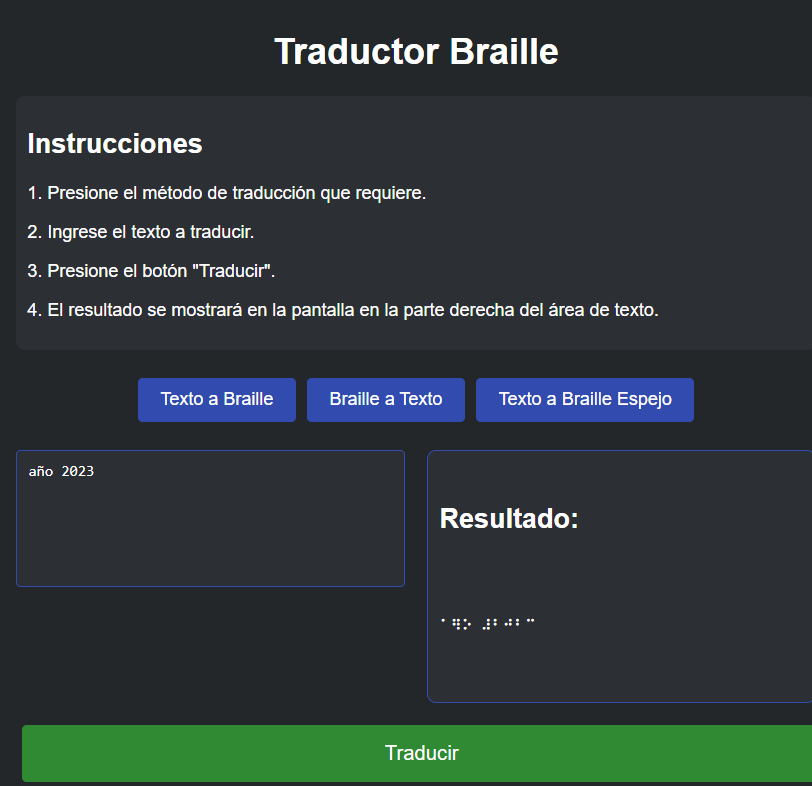 Traductor Braille
Instrucciones
1. Presione el método de traducción que requiere.
2. Ingrese el texto a traducir.
3. Presione el botón "Traducir".
4. El resultado se mostrará en la pantalla en la parte derecha del área de texto.
Texto a Braille Braille a Texto Texto a Braille Espejo
año 2023
Resultado:
⠁⠻⠕ ⠼⠃⠚⠃⠉
Traducir